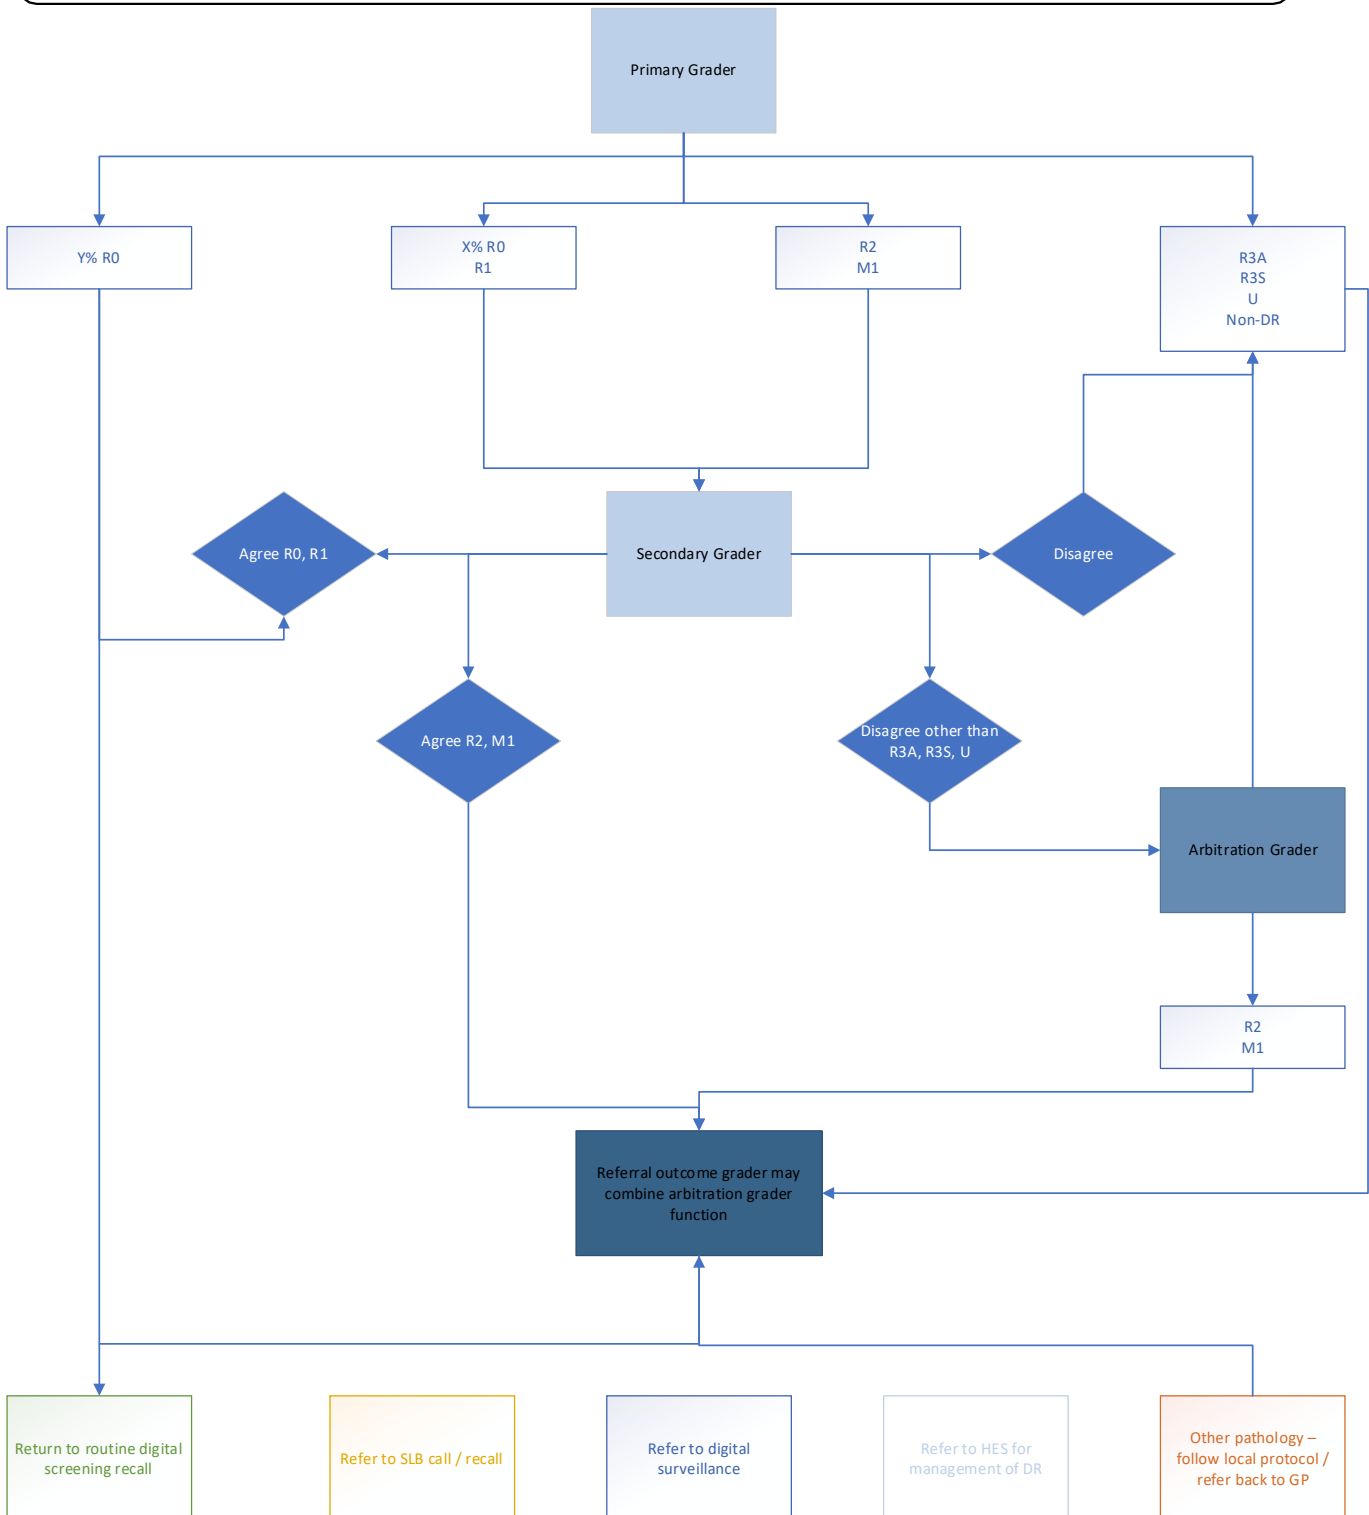 Primary Grader
Y% R0
X% R0
R1
R2
M1
R3A
R3S
U
Non-DR
Agree R0, R1
Secondary Grader
Disagree
Agree R2, M1
Disagree other than
R3A, R3S, U
Arbitration Grader
R2
M1
Referral outcome grader may
combine arbitration grader
function
Return to routine digital
screening recall
Refer to SLB call / recall
Refer to digital
surveillance
Refer to HES for
management of DR
Other pathology –
follow local protocol /
refer back to GP